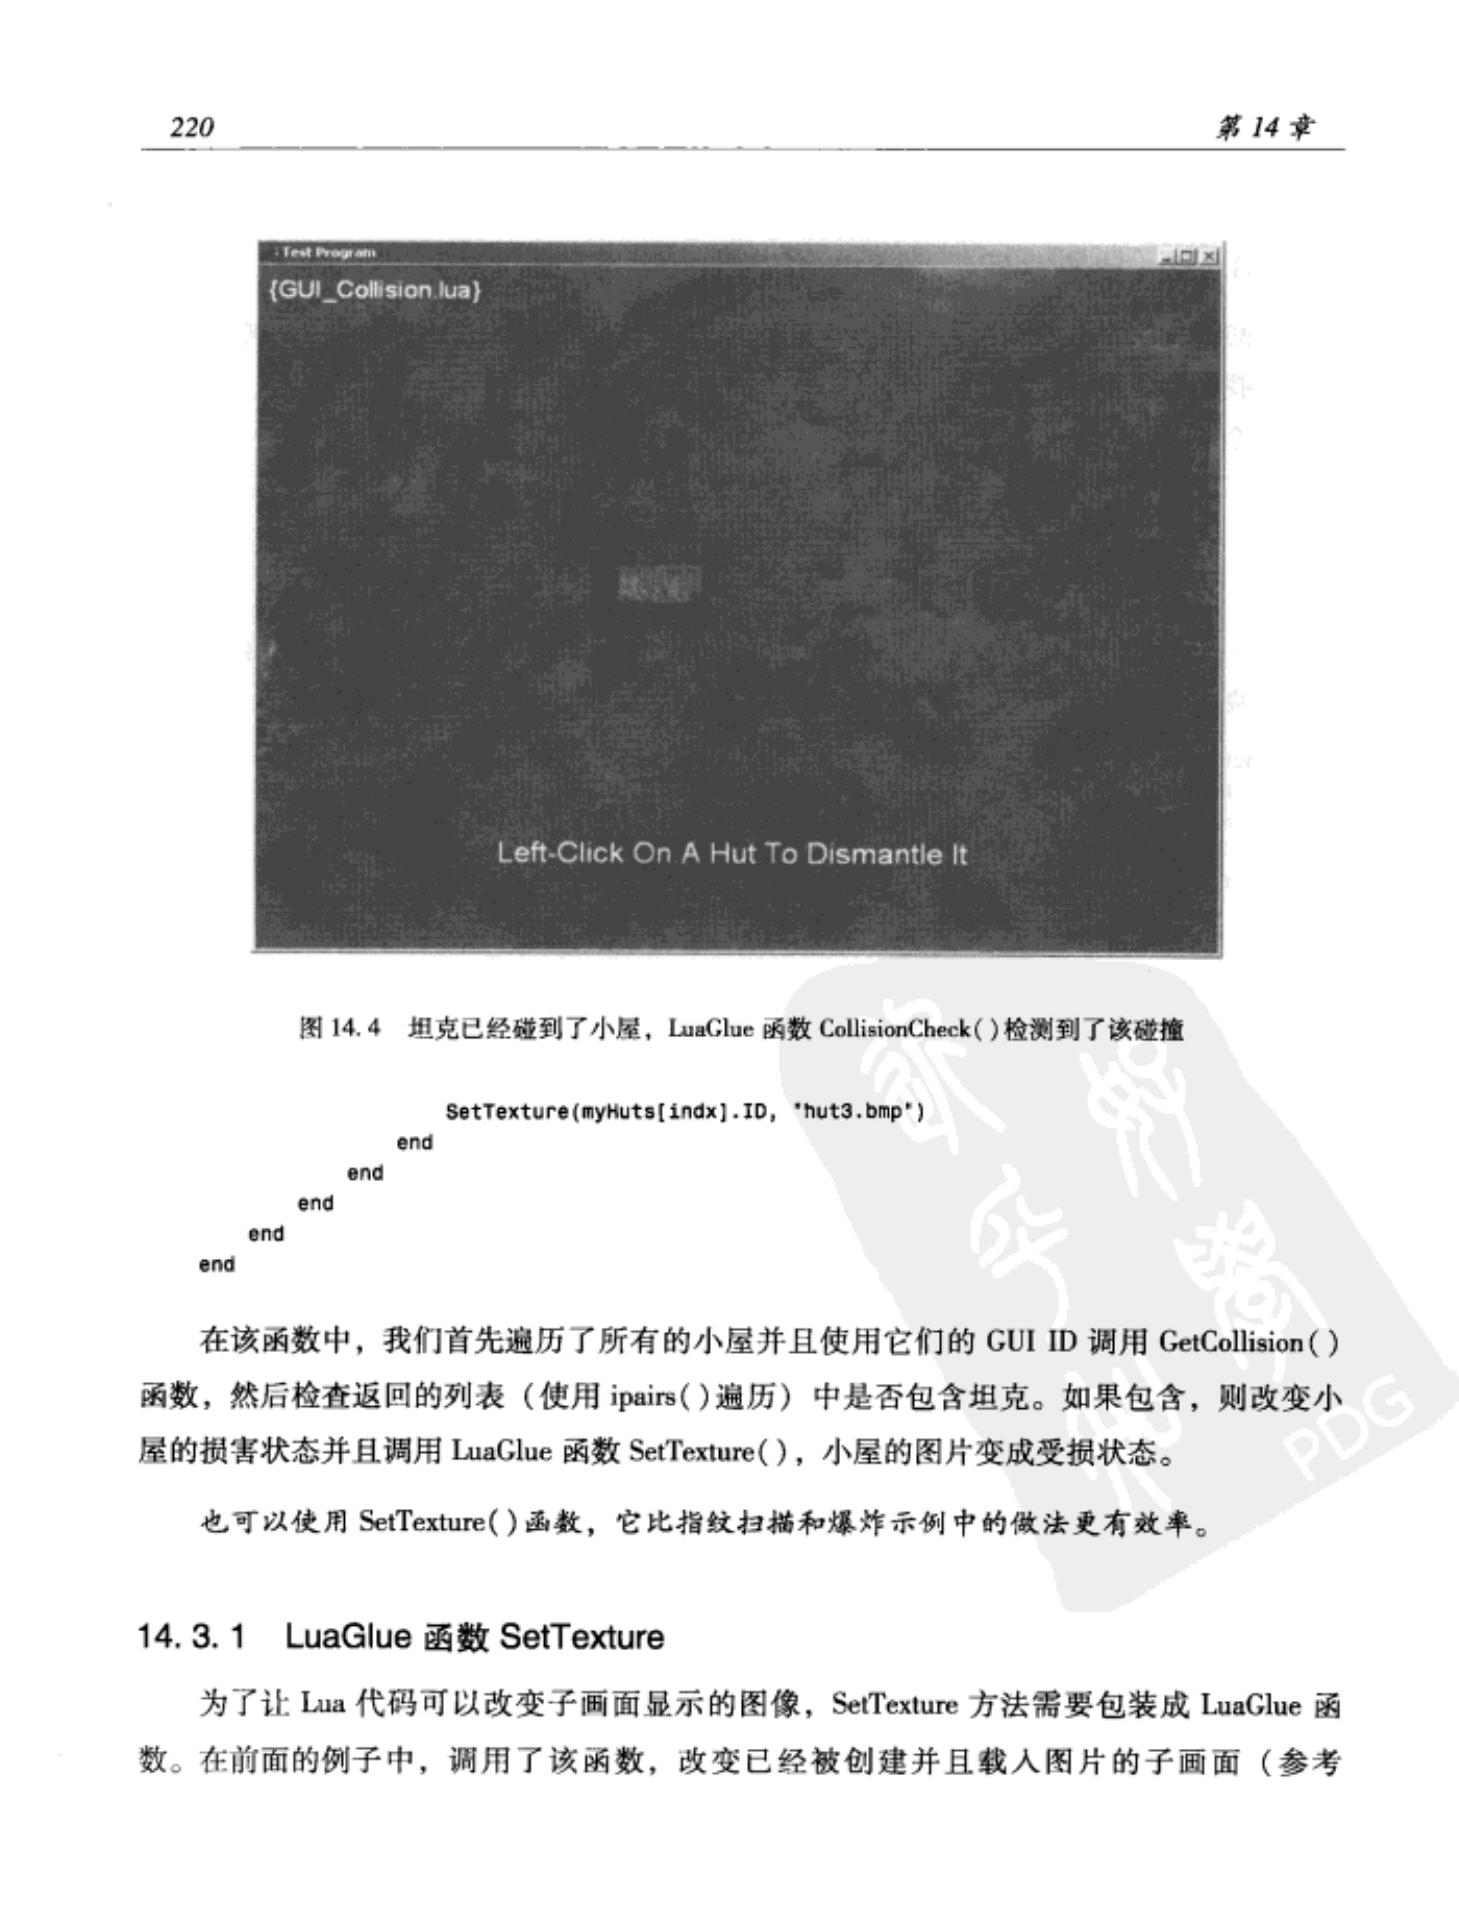 220
第 14 章
Test Program
{GUI_Collision.lua}
Left-Click On A Hut To Dismantle It
图 14.4 坦克已经碰到了小屋，LuaGlue 函数 CollisionCheck( )检测到了该碰撞
SetTexture(myHuts[indx].ID, "hut3.bmp")
end
end
end
end
end
在该函数中，我们首先遍历了所有的小屋并且使用它们的 GUI ID 调用 GetCollision( )
函数，然后检查返回的列表（使用 ipairs( )遍历）中是否包含坦克。如果包含，则改变小
屋的损害状态并且调用 LuaGlue 函数 SetTexture( )，小屋的图片变成受损状态。
也可以使用 SetTexture( )函数，它比指纹扫描和爆炸示例中的做法更有效率。
14.3.1 LuaGlue 函数 SetTexture
为了让 Lua 代码可以改变子画面显示的图像，SetTexture 方法需要包装成 LuaGlue 函
数。在前面的例子中，调用了该函数，改变已经被创建并且载入图片的子画面（参考
PDG